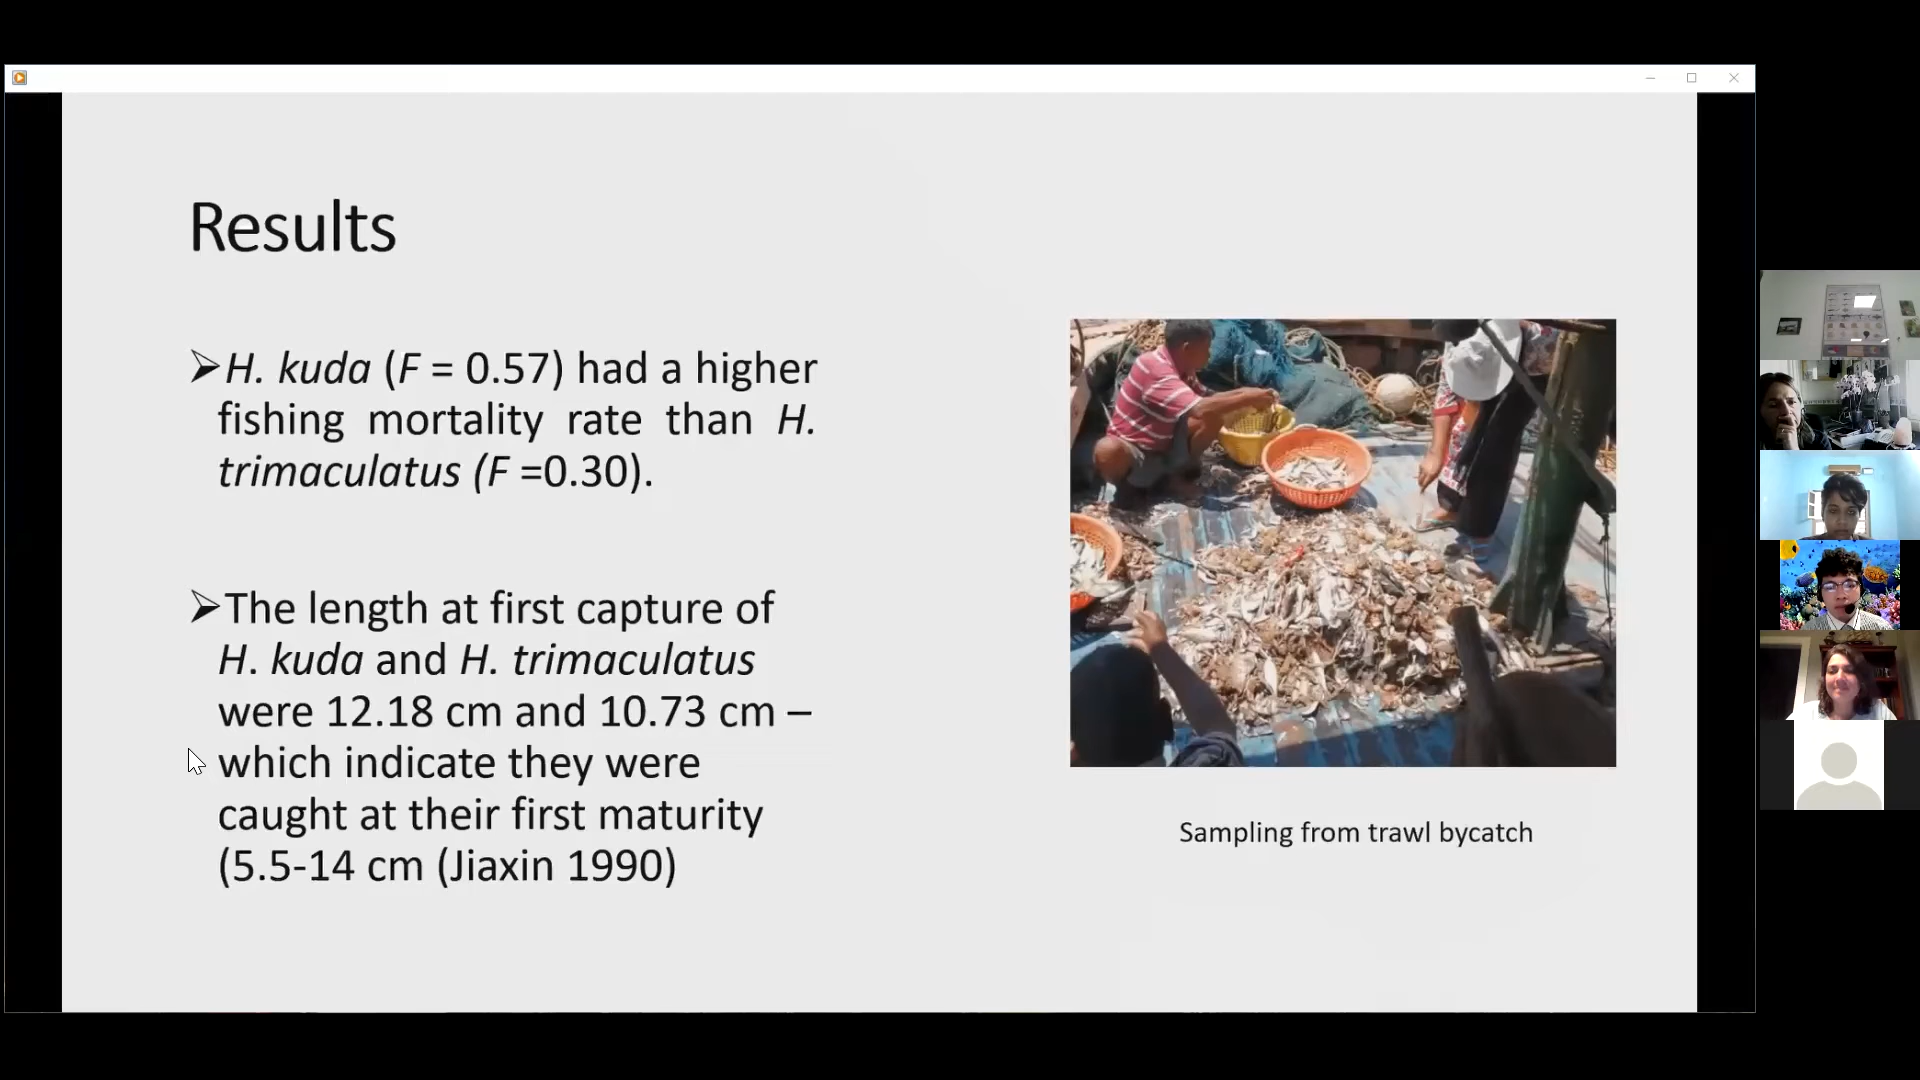 Results
➢H. kuda (F = 0.57) had a higher
fishing mortality rate than H.
trimaculatus (F =0.30).
➢The length at first capture of
H. kuda and H. trimaculatus
were 12.18 cm and 10.73 cm –
which indicate they were
caught at their first maturity
(5.5-14 cm (Jiaxin 1990)
Sampling from trawl bycatch